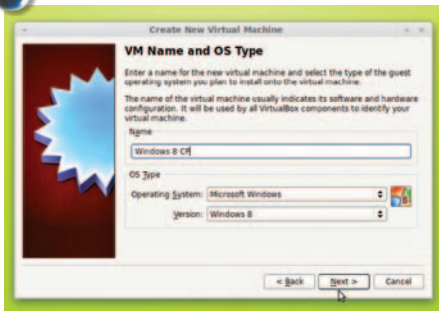 Create New Virtual Machine
VM Name and OS Type
Enter a name for the new virtual machine and select the type of the guest
operating system you plan to install onto the virtual machine.
The name of the virtual machine usually indicates its software and hardware
configuration. It will be used by all VirtualBox components to identify your
virtual machine.
Name
Windows 8 CP
OS Type
Operating System: Microsoft Windows
Version: Windows 8
< Back Next > Cancel